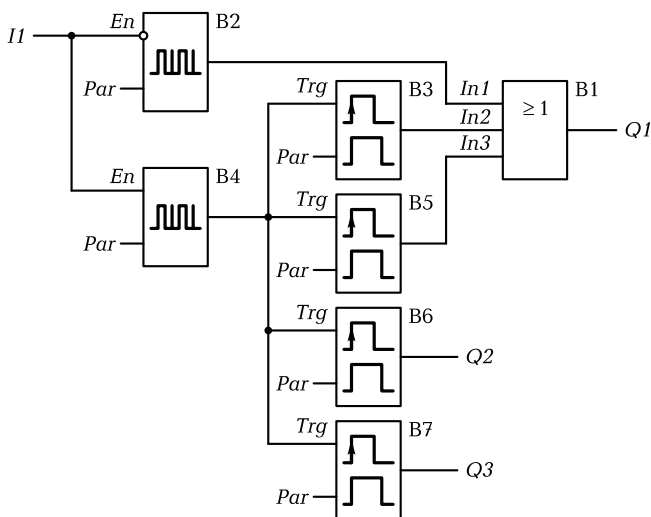 En B2
I1
Par
Trg B3 In1 B1
≥ 1
In2 Q1
Par In3
En B4
Trg B5
Par
Par
Trg B6
Q2
Par
Trg B7
Q3
Par